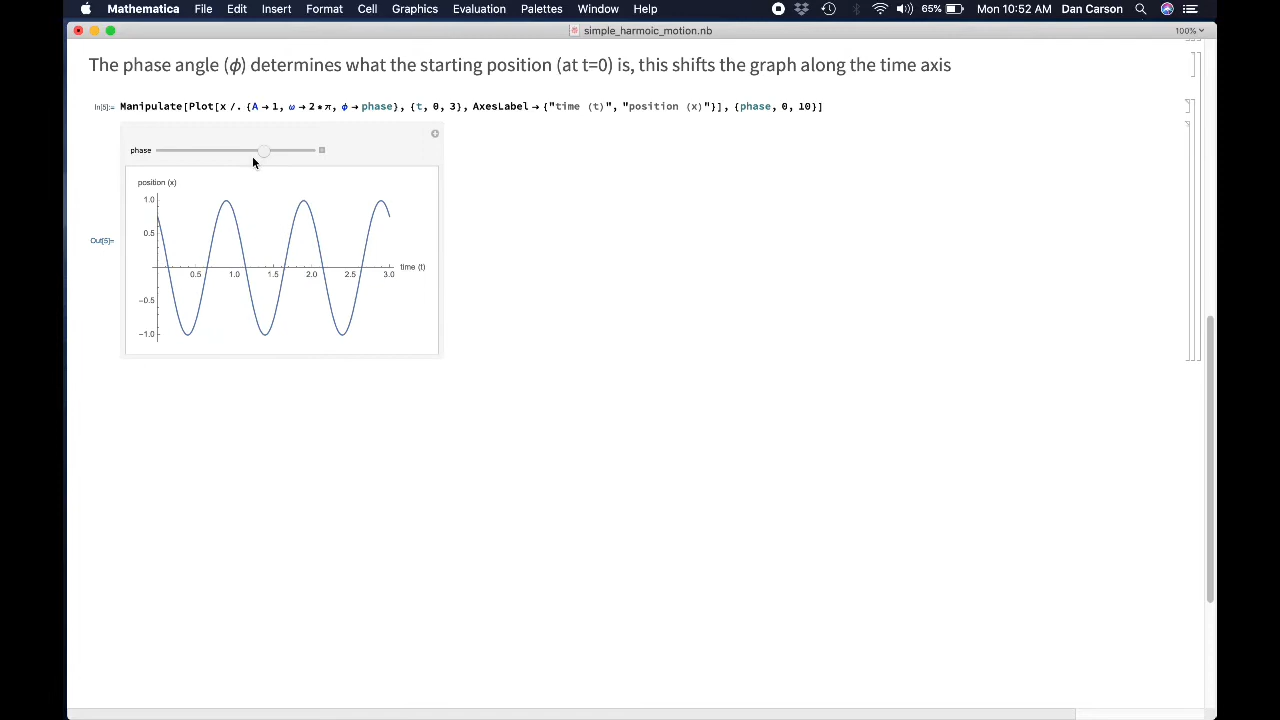 Mathematica File Edit Insert Format Cell Graphics Evaluation Palettes Window Help 65% Mon 10:52 AM Dan Carson
simple_harmoic_motion.nb 100%
The phase angle (ϕ) determines what the starting position (at t=0) is, this shifts the graph along the time axis
In[5]:= Manipulate[Plot[x /. {A → 1, ω → 2 * π, ϕ → phase}, {t, 0, 3}, AxesLabel → {"time (t)", "position (x)"}], {phase, 0, 10}]
phase
position (x)
1.0
0.5
Out[5]=
time (t)
0.5 1.0 1.5 2.0 2.5 3.0
-0.5
-1.0